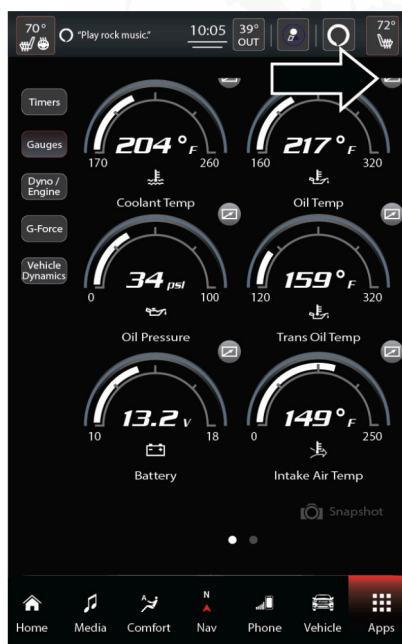 70°
"Play rock music."
10:05
39°
OUT
72°
Timers
Gauges
Dyno /
Engine
G-Force
Vehicle
Dynamics
204 °F
170
260
Coolant Temp
217 °F
160
320
Oil Temp
34 psi
0
100
Oil Pressure
159 °F
120
320
Trans Oil Temp
13.2 V
10
18
Battery
149 °F
0
250
Intake Air Temp
Snapshot
Home
Media
A
Comfort
N
Nav
Phone
Vehicle
Apps